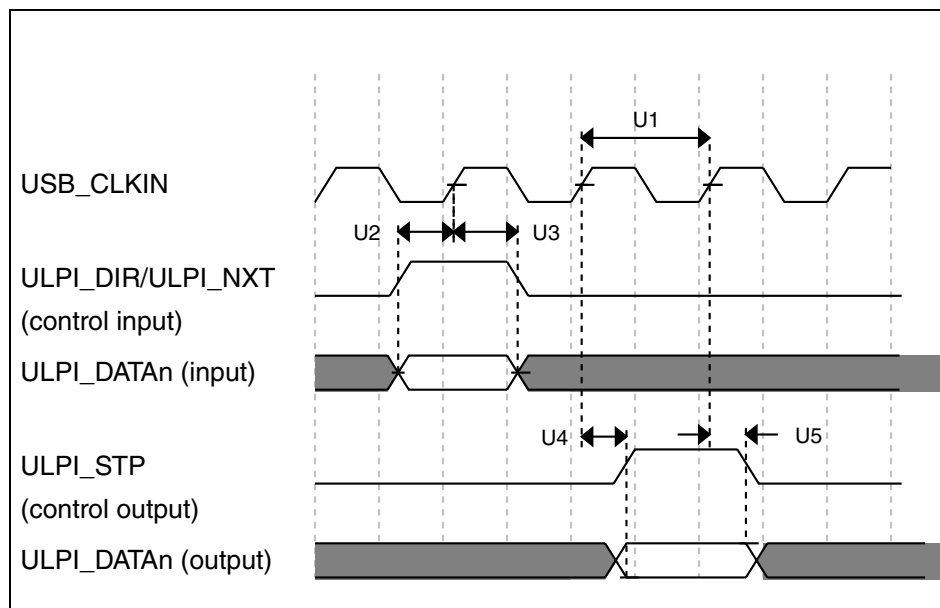 U1
USB_CLKIN
U2
U3
ULPI_DIR/ULPI_NXT
(control input)
ULPI_DATAn (input)
U4
U5
ULPI_STP
(control output)
ULPI_DATAn (output)